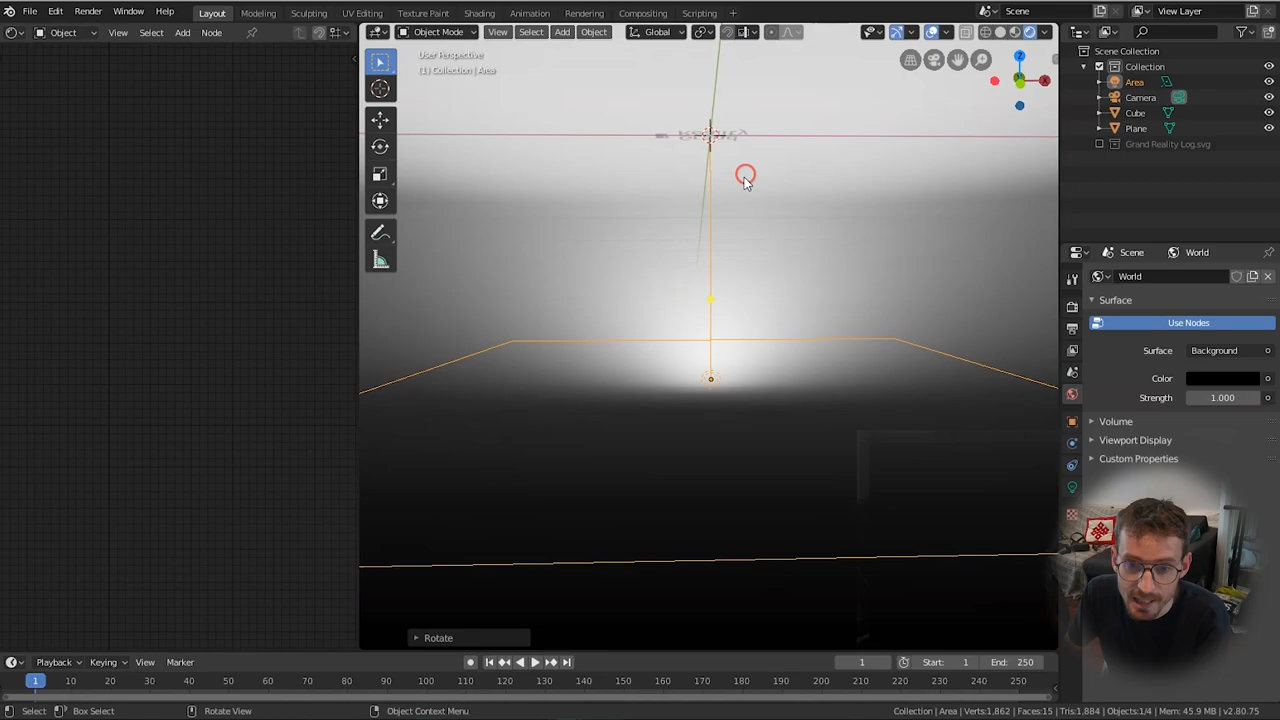 File Edit Render Window Help Layout Modeling Sculpting UV Editing Texture Paint Shading Animation Rendering Compositing Scripting + Scene View Layer
Object View Select Add Node Object Mode View Select Add Object Global
User Perspective
(1) Collection | Area
Z
X
Scene Collection
Collection
Area
Camera
Cube
Plane
Grand Reality Log.svg
Scene World
World
Surface
Use Nodes
Surface Background
Color
Strength 1.000
Volume
Viewport Display
Custom Properties
Rotate
Playback Keying View Marker 1 Start: 1 End: 250
1 10 20 30 40 50 60 70 80 90 100 110 120 130 140 150 160 170 180 190 200 210 220 230 240 250
Select Box Select Rotate View Object Context Menu Collection | Area | Verts:1,862 | Faces:15 | Tris:1,884 | Objects:1/4 | Mem: 45.9 MB | v2.80.75